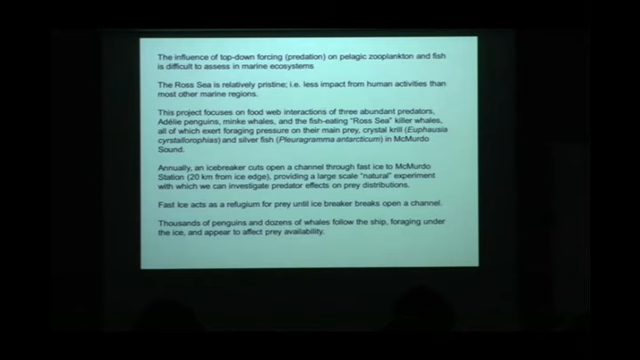 The influence of top-down forcing (predation) on pelagic zooplankton and fish
is difficult to assess in marine ecosystems
The Ross Sea is relatively pristine; i.e. less impact from human activities than
most other marine regions.
This project focuses on food web interactions of three abundant predators,
Adélie penguins, minke whales, and the fish-eating "Ross Sea" killer whales,
all of which exert foraging pressure on their main prey, crystal krill (Euphausia
cyrstallorophias) and silver fish (Pleuragramma antarcticum) in McMurdo
Sound.
Annually, an icebreaker cuts open a channel through fast ice to McMurdo
Station (20 km from ice edge), providing a large scale "natural" experiment
with which we can investigate predator effects on prey distributions.
Fast Ice acts as a refugium for prey until ice breaker breaks open a channel.
Thousands of penguins and dozens of whales follow the ship, foraging under
the ice, and appear to affect prey availability.